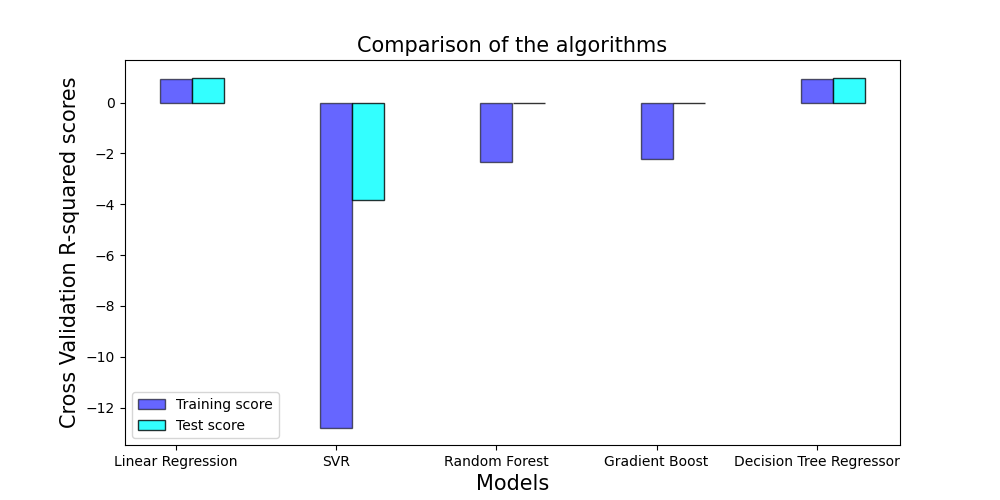 Comparison of the algorithms
Cross Validation R-squared scores
0
−2
−4
−6
−8
−10
−12
Training score
Test score
Linear Regression
SVR
Random Forest
Gradient Boost
Decision Tree Regressor
Models